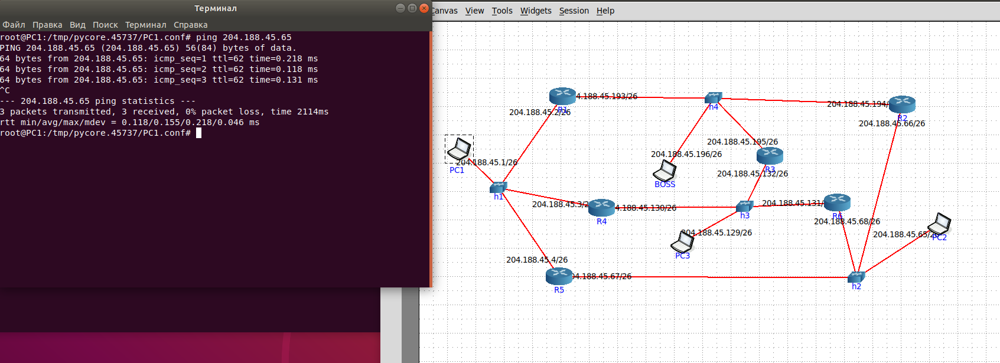 Терминал
Файл Правка Вид Поиск Терминал Справка
root@PC1:/tmp/pycore.45737/PC1.conf# ping 204.188.45.65
PING 204.188.45.65 (204.188.45.65) 56(84) bytes of data.
64 bytes from 204.188.45.65: icmp_seq=1 ttl=62 time=0.218 ms
64 bytes from 204.188.45.65: icmp_seq=2 ttl=62 time=0.118 ms
64 bytes from 204.188.45.65: icmp_seq=3 ttl=62 time=0.131 ms
^C
--- 204.188.45.65 ping statistics ---
3 packets transmitted, 3 received, 0% packet loss, time 2114ms
rtt min/avg/max/mdev = 0.118/0.155/0.218/0.046 ms
root@PC1:/tmp/pycore.45737/PC1.conf#
Canvas View Tools Widgets Session Help
4.188.45.193/26
R1
204.188.45.2/26
h4
204.188.45.194/
R2
204.188.45.66/26
204.188.45.195/26
R3
204.188.45.132/26
204.188.45.196/26
BOSS
204.188.45.1/26
PC1
h1
204.188.45.3/2
R4
4.188.45.130/26
h3
204.188.45.131/
R6
204.188.45.68/26
204.188.45.129/26
PC3
204.188.45.65/26
PC2
204.188.45.4/26
R5
04.188.45.67/26
h2